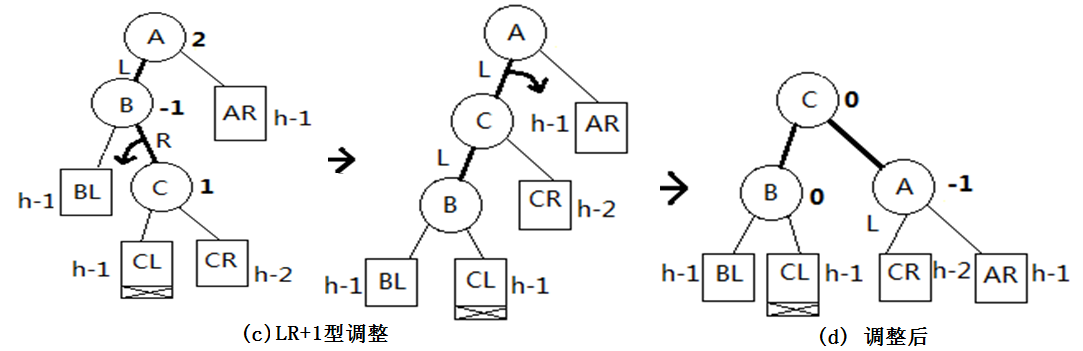 A 2
L
B -1
AR h-1
R
h-1 BL
C 1
h-1 CL
CR h-2
A
L
C
h-1 AR
L
B
CR h-2
h-1 BL
CL h-1
C 0
B 0
A -1
L
h-1 BL
CL h-1
CR h-2
AR h-1
(c)LR+1型调整
(d) 调整后